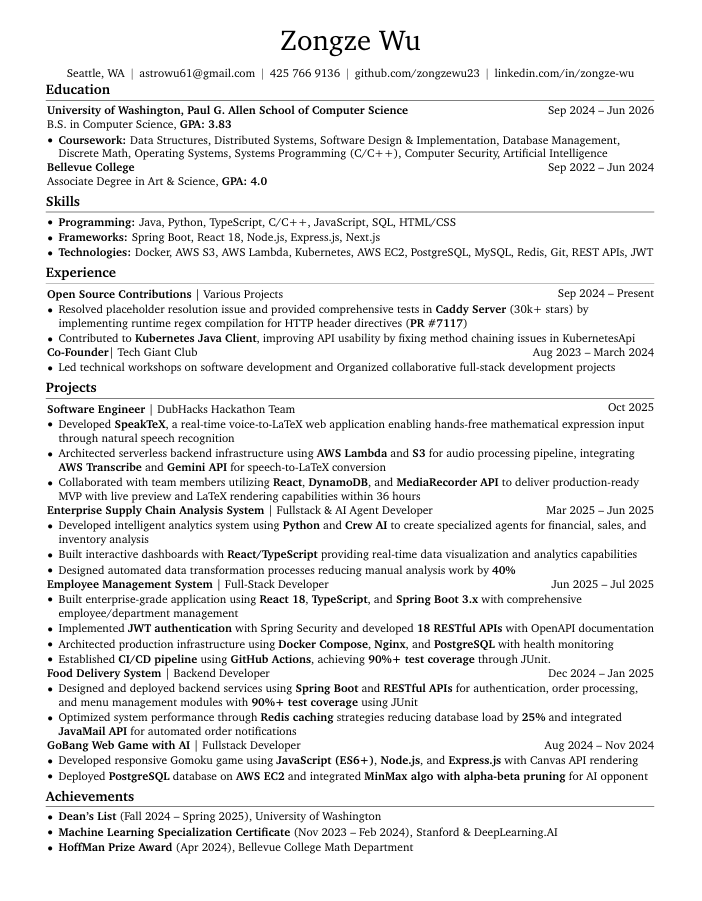 Zongze Wu
Seattle, WA | astrowu61@gmail.com | 425 766 9136 | github.com/zongzewu23 | linkedin.com/in/zongze-wu
Education
University of Washington, Paul G. Allen School of Computer Science Sep 2024 – Jun 2026
B.S. in Computer Science, GPA: 3.83
• Coursework: Data Structures, Distributed Systems, Software Design & Implementation, Database Management,
Discrete Math, Operating Systems, Systems Programming (C/C++), Computer Security, Artificial Intelligence
Bellevue College Sep 2022 – Jun 2024
Associate Degree in Art & Science, GPA: 4.0
Skills
• Programming: Java, Python, TypeScript, C/C++, JavaScript, SQL, HTML/CSS
• Frameworks: Spring Boot, React 18, Node.js, Express.js, Next.js
• Technologies: Docker, AWS S3, AWS Lambda, Kubernetes, AWS EC2, PostgreSQL, MySQL, Redis, Git, REST APIs, JWT
Experience
Open Source Contributions | Various Projects Sep 2024 – Present
• Resolved placeholder resolution issue and provided comprehensive tests in Caddy Server (30k+ stars) by
implementing runtime regex compilation for HTTP header directives (PR #7117)
• Contributed to Kubernetes Java Client, improving API usability by fixing method chaining issues in KubernetesApi
Co-Founder| Tech Giant Club Aug 2023 – March 2024
• Led technical workshops on software development and Organized collaborative full-stack development projects
Projects
Software Engineer | DubHacks Hackathon Team Oct 2025
• Developed SpeakTeX, a real-time voice-to-LaTeX web application enabling hands-free mathematical expression input
through natural speech recognition
• Architected serverless backend infrastructure using AWS Lambda and S3 for audio processing pipeline, integrating
AWS Transcribe and Gemini API for speech-to-LaTeX conversion
• Collaborated with team members utilizing React, DynamoDB, and MediaRecorder API to deliver production-ready
MVP with live preview and LaTeX rendering capabilities within 36 hours
Enterprise Supply Chain Analysis System | Fullstack & AI Agent Developer Mar 2025 – Jun 2025
• Developed intelligent analytics system using Python and Crew AI to create specialized agents for financial, sales, and
inventory analysis
• Built interactive dashboards with React/TypeScript providing real-time data visualization and analytics capabilities
• Designed automated data transformation processes reducing manual analysis work by 40%
Employee Management System | Full-Stack Developer Jun 2025 – Jul 2025
• Built enterprise-grade application using React 18, TypeScript, and Spring Boot 3.x with comprehensive
employee/department management
• Implemented JWT authentication with Spring Security and developed 18 RESTful APIs with OpenAPI documentation
• Architected production infrastructure using Docker Compose, Nginx, and PostgreSQL with health monitoring
• Established CI/CD pipeline using GitHub Actions, achieving 90%+ test coverage through JUnit.
Food Delivery System | Backend Developer Dec 2024 – Jan 2025
• Designed and deployed backend services using Spring Boot and RESTful APIs for authentication, order processing,
and menu management modules with 90%+ test coverage using JUnit
• Optimized system performance through Redis caching strategies reducing database load by 25% and integrated
JavaMail API for automated order notifications
GoBang Web Game with AI | Fullstack Developer Aug 2024 – Nov 2024
• Developed responsive Gomoku game using JavaScript (ES6+), Node.js, and Express.js with Canvas API rendering
• Deployed PostgreSQL database on AWS EC2 and integrated MinMax algo with alpha-beta pruning for AI opponent
Achievements
• Dean's List (Fall 2024 – Spring 2025), University of Washington
• Machine Learning Specialization Certificate (Nov 2023 – Feb 2024), Stanford & DeepLearning.AI
• HoffMan Prize Award (Apr 2024), Bellevue College Math Department